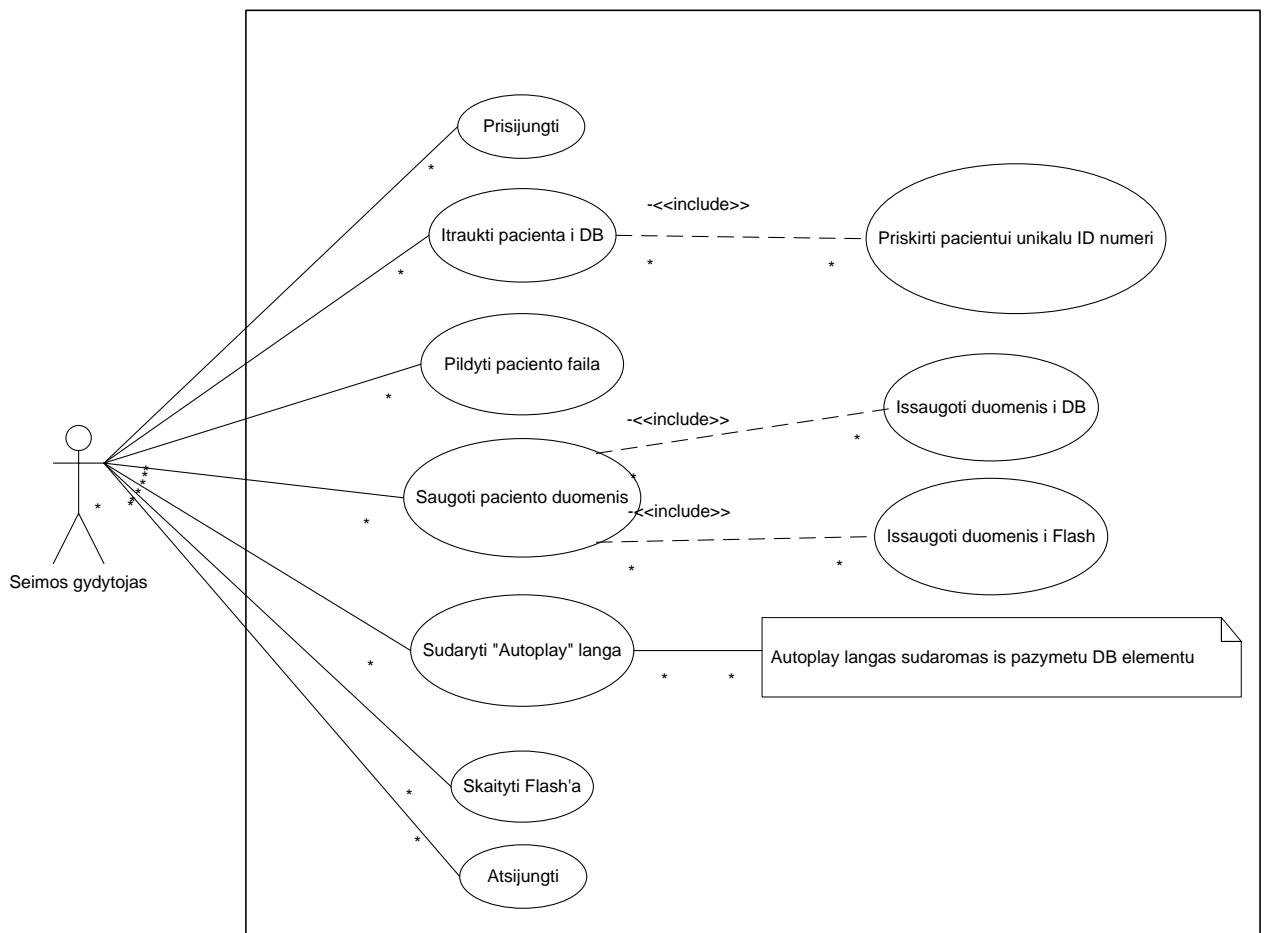 Prisijungti
*
-<<include>>
Itraukti pacienta i DB
Priskirti pacientui unikalu ID numeri
*
*
*
Pildyti paciento faila
*
-<<include>>
Issaugoti duomenis i DB
*
*
Saugoti paciento duomenis
*
-<<include>>
*
Issaugoti duomenis i Flash
*
*
*
*
*
*
*
*
*
Seimos gydytojas
Sudaryti "Autoplay" langa
*
*
*
Autoplay langas sudaromas is pazymetu DB elementu
Skaityti Flash'a
*
*
Atsijungti